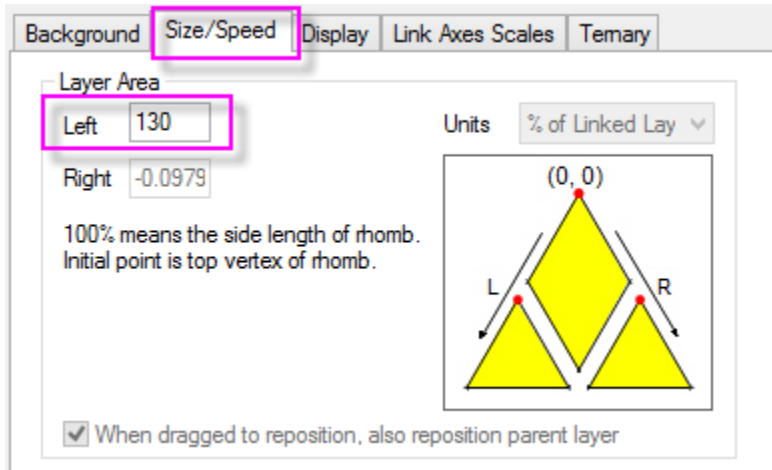 Background Size/Speed Display Link Axes Scales Ternary
Layer Area
Left 130 Units % of Linked Lay
Right -0.0979
(0, 0)
100% means the side length of rhomb.
Initial point is top vertex of rhomb.
L R
When dragged to reposition, also reposition parent layer